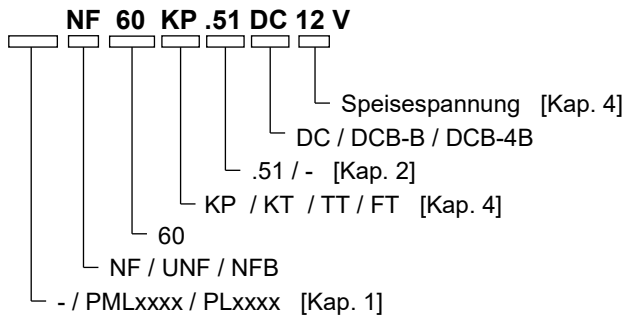 NF 60 KP .51 DC 12 V
Speisespannung [Kap. 4]
DC / DCB-B / DCB-4B
.51 / - [Kap. 2]
KP / KT / TT / FT [Kap. 4]
60
NF / UNF / NFB
- / PMLxxxx / PLxxxx [Kap. 1]